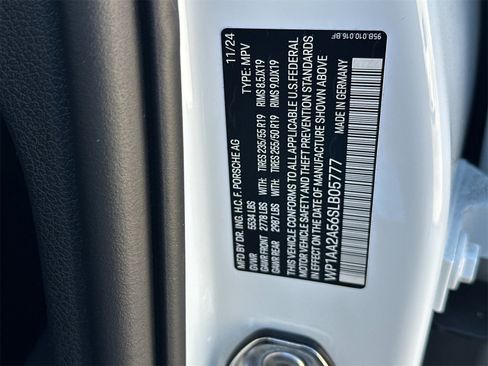 MFD. BY DR. ING. H.C. F. PORSCHE AG 11/24
TYPE: MPV
GVWR 5534 LBS
GAWR FRONT 2778 LBS WITH: TIRES 235/55 R19 RIMS 8.5JX19
GAWR REAR 2987 LBS WITH: TIRES 255/50 R19 RIMS 9.0JX19
THIS VEHICLE CONFORMS TO ALL APPLICABLE U.S. FEDERAL
MOTOR VEHICLE SAFETY AND THEFT PREVENTION STANDARDS
IN EFFECT ON THE DATE OF MANUFACTURE SHOWN ABOVE
WP1AA2A56SLB05777 MADE IN GERMANY
95B.010.016.BF